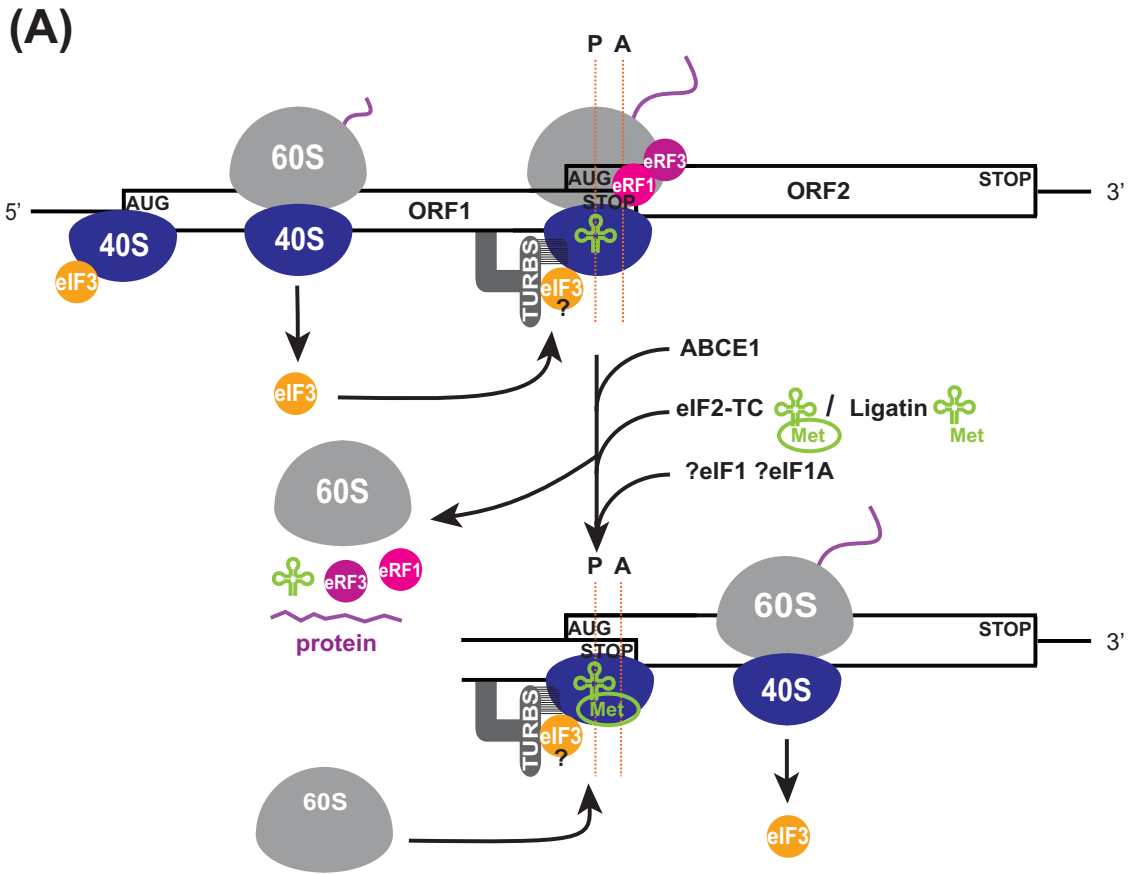 (A)
P A
60S
eRF3
AUG
eRF1
STOP
ORF2
STOP
5’
AUG
ORF1
3’
40S
40S
eIF3
TURBS
eIF3
?
ABCE1
eIF3
eIF2-TC
Met
/ Ligatin
Met
60S
?eIF1 ?eIF1A
P A
eRF3
eRF1
protein
60S
AUG
STOP
STOP
3’
40S
Met
TURBS
eIF3
?
60S
eIF3